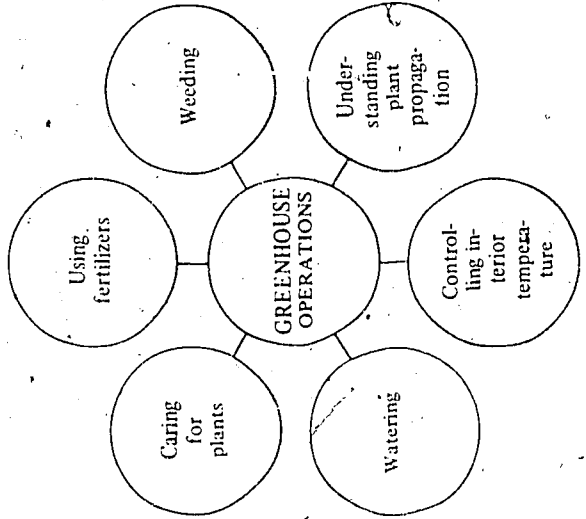 Using
fertilizers
Caring
for
plants
Weeding
GREENHOUSE
OPERATIONS
Watering
Under-
standing
plant
propaga-
tion
Control-
ling in-
terior
tempera-
ture